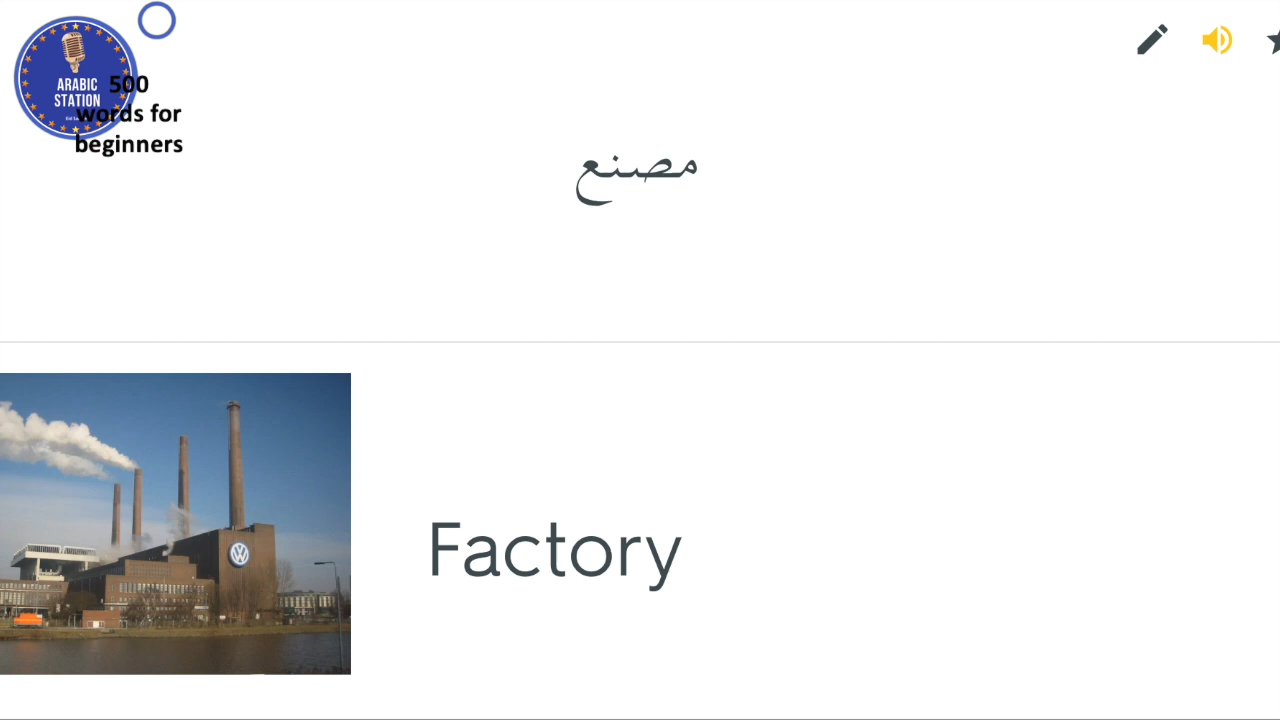 ARABIC
STATION
500
words for
beginners
مصنع
Factory